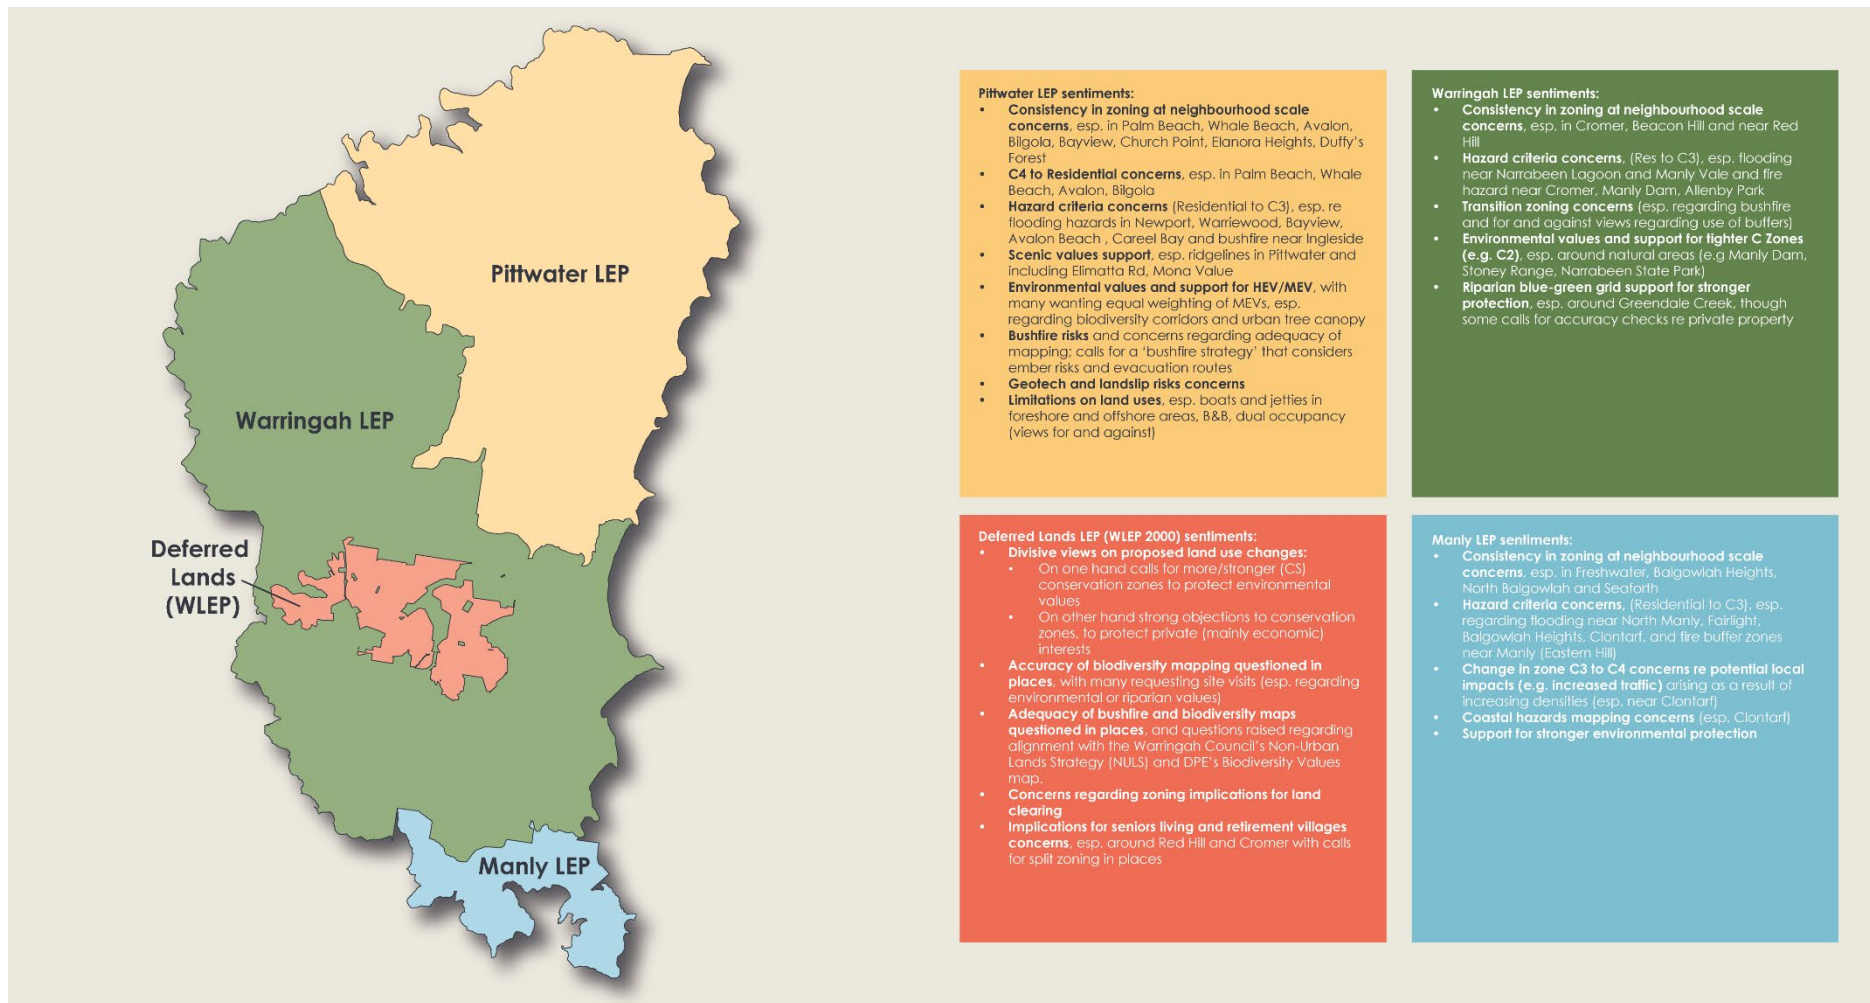 Pittwater LEP
Warringah LEP
Deferred
Lands
(WLEP)
Manly LEP
Pittwater LEP sentiments:
• Consistency in zoning at neighbourhood scale
concerns, esp. in Palm Beach, Whale Beach, Avalon,
Bilgola, Bayview, Church Point, Elanora Heights, Duffy's
Forest
• C4 to Residential concerns, esp. in Palm Beach, Whale
Beach, Avalon, Bilgola
• Hazard criteria concerns (Residential to C3), esp. re
flooding hazards in Newport, Warriewood, Bayview,
Avalon Beach , Careel Bay and bushfire near Ingleside
• Scenic values support, esp. ridgelines in Pittwater and
including Elimatta Rd, Mona Value
• Environmental values and support for HEV/MEV, with
many wanting equal weighting of MEVs, esp.
regarding biodiversity corridors and urban tree canopy
• Bushfire risks and concerns regarding adequacy of
mapping; calls for a 'bushfire strategy' that considers
ember risks and evacuation routes
• Geotech and landslip risks concerns
• Limitations on land uses, esp. boats and jetties in
foreshore and offshore areas, B&B, dual occupancy
(views for and against)
Warringah LEP sentiments:
• Consistency in zoning at neighbourhood scale
concerns, esp. in Cromer, Beacon Hill and near Red
Hill
• Hazard criteria concerns, (Res to C3), esp. flooding
near Narrabeen Lagoon and Manly Vale and fire
hazard near Cromer, Manly Dam, Allenby Park
• Transition zoning concerns (esp. regarding bushfire
and for and against views regarding use of buffers)
• Environmental values and support for tighter C Zones
(e.g. C2), esp. around natural areas (e.g Manly Dam,
Stoney Range, Narrabeen State Park)
• Riparian blue-green grid support for stronger
protection, esp. around Greendale Creek, though
some calls for accuracy checks re private property
Deferred Lands LEP (WLEP 2000) sentiments:
• Divisive views on proposed land use changes:
• On one hand calls for more/stronger (CS)
conservation zones to protect environmental
values
• On other hand strong objections to conservation
zones, to protect private (mainly economic)
interests
• Accuracy of biodiversity mapping questioned in
places, with many requesting site visits (esp. regarding
environmental or riparian values)
• Adequacy of bushfire and biodiversity maps
questioned in places, and questions raised regarding
alignment with the Warringah Council's Non-Urban
Lands Strategy (NULS) and DPE's Biodiversity Values
map.
• Concerns regarding zoning implications for land
clearing
• Implications for seniors living and retirement villages
concerns, esp. around Red Hill and Cromer with calls
for split zoning in places
Manly LEP sentiments:
• Consistency in zoning at neighbourhood scale
concerns, esp. in Freshwater, Balgowlah Heights,
North Balgowlah and Seaforth
• Hazard criteria concerns, (Residential to C3), esp.
regarding flooding near North Manly, Fairlight,
Balgowlah Heights, Clontarf, and fire buffer zones
near Manly (Eastern Hill)
• Change in zone C3 to C4 concerns re potential local
impacts (e.g. increased traffic) arising as a result of
increasing densities (esp. near Clontarf)
• Coastal hazards mapping concerns (esp. Clontarf)
• Support for stronger environmental protection